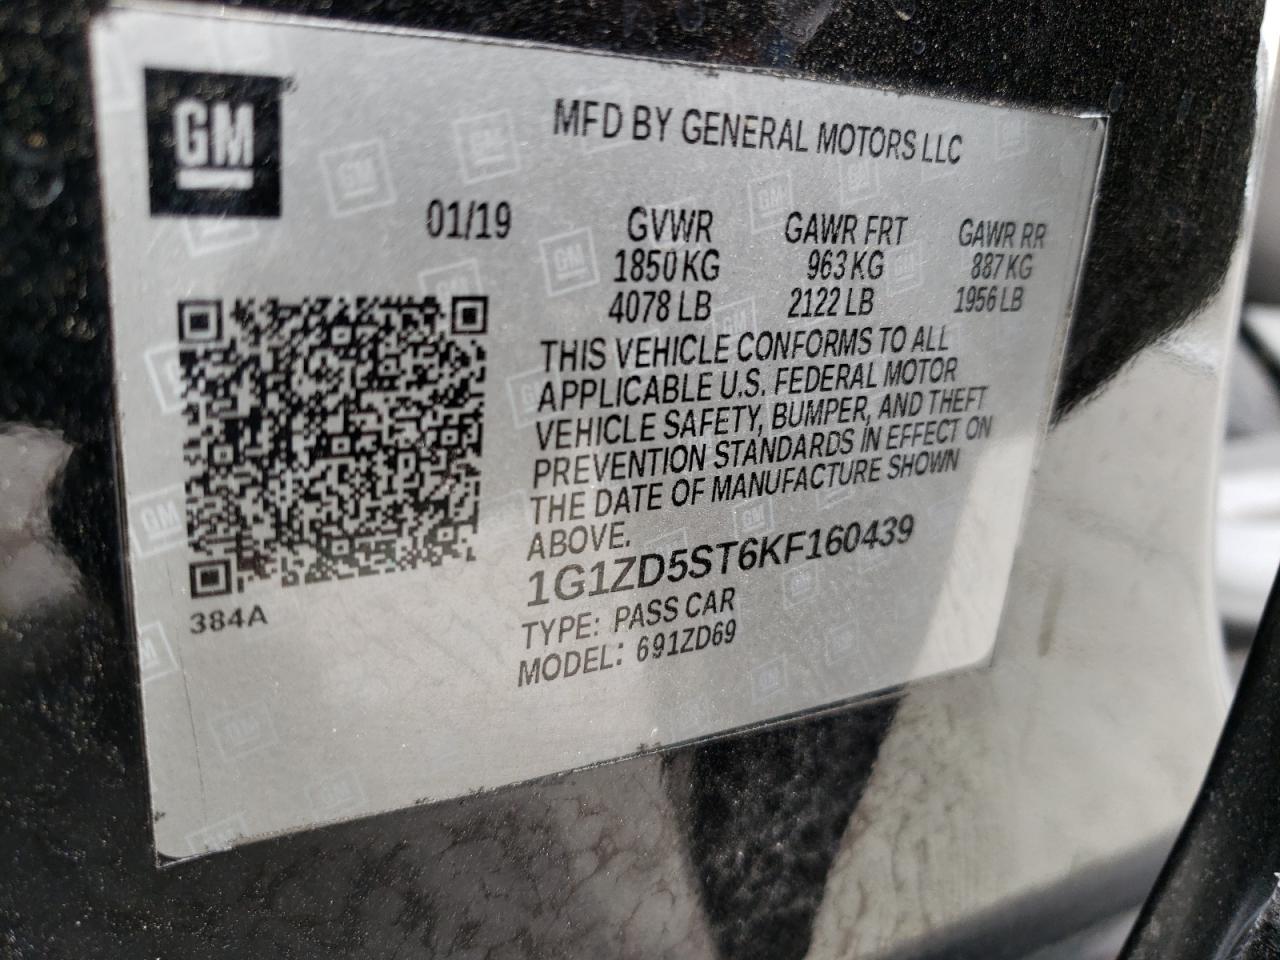 GM
MFD BY GENERAL MOTORS LLC
01/19 GVWR GAWR FRT GAWR RR
1850 KG 963 KG 887 KG
4078 LB 2122 LB 1956 LB
THIS VEHICLE CONFORMS TO ALL
APPLICABLE U.S. FEDERAL MOTOR
VEHICLE SAFETY, BUMPER, AND THEFT
PREVENTION STANDARDS IN EFFECT ON
THE DATE OF MANUFACTURE SHOWN
ABOVE.
1G1ZD5ST6KF160439
TYPE: PASS CAR
MODEL: 691ZD69
384A